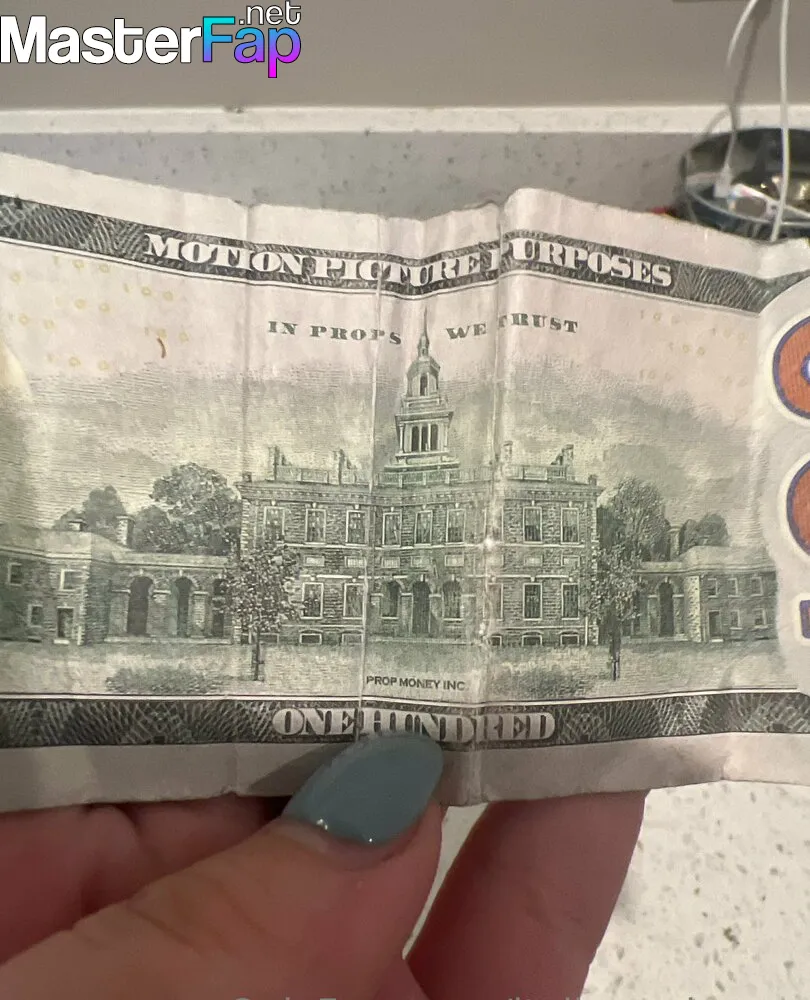 MasterFap.net
MOTION PICTURE PURPOSES
IN PROPS WE TRUST
PROP MONEY INC
ONE HUNDRED